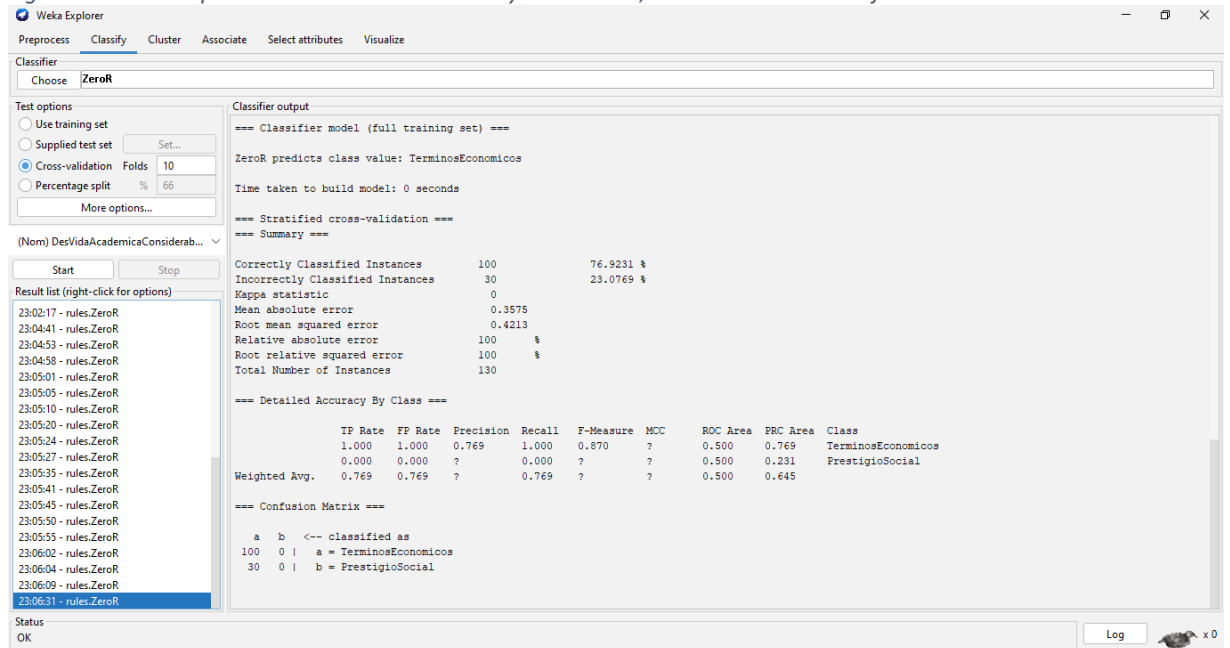 Weka Explorer
Preprocess Classify Cluster Associate Select attributes Visualize
Classifier
Choose ZeroR
Test options
Use training set
Supplied test set Set...
Cross-validation Folds 10
Percentage split % 66
More options...
(Nom) DesVidaAcademicaConsiderab...
Start Stop
Result list (right-click for options)
23:02:17 - rules.ZeroR
23:04:41 - rules.ZeroR
23:04:53 - rules.ZeroR
23:04:58 - rules.ZeroR
23:05:01 - rules.ZeroR
23:05:05 - rules.ZeroR
23:05:10 - rules.ZeroR
23:05:20 - rules.ZeroR
23:05:24 - rules.ZeroR
23:05:27 - rules.ZeroR
23:05:35 - rules.ZeroR
23:05:41 - rules.ZeroR
23:05:45 - rules.ZeroR
23:05:50 - rules.ZeroR
23:05:55 - rules.ZeroR
23:06:02 - rules.ZeroR
23:06:04 - rules.ZeroR
23:06:09 - rules.ZeroR
23:06:31 - rules.ZeroR
Classifier output
=== Classifier model (full training set) ===
ZeroR predicts class value: TerminosEconomicos
Time taken to build model: 0 seconds
=== Stratified cross-validation ===
=== Summary ===
Correctly Classified Instances 100 76.9231 %
Incorrectly Classified Instances 30 23.0769 %
Kappa statistic 0
Mean absolute error 0.3575
Root mean squared error 0.4213
Relative absolute error 100 %
Root relative squared error 100 %
Total Number of Instances 130
=== Detailed Accuracy By Class ===
TP Rate FP Rate Precision Recall F-Measure MCC ROC Area PRC Area Class
1.000 1.000 0.769 1.000 0.870 ? 0.500 0.769 TerminosEconomicos
0.000 0.000 ? 0.000 ? ? 0.500 0.231 PrestigioSocial
Weighted Avg. 0.769 0.769 ? 0.769 ? ? 0.500 0.645
=== Confusion Matrix ===
a b <-- classified as
100 0 | a = TerminosEconomicos
30 0 | b = PrestigioSocial
Status
OK
Log x 0